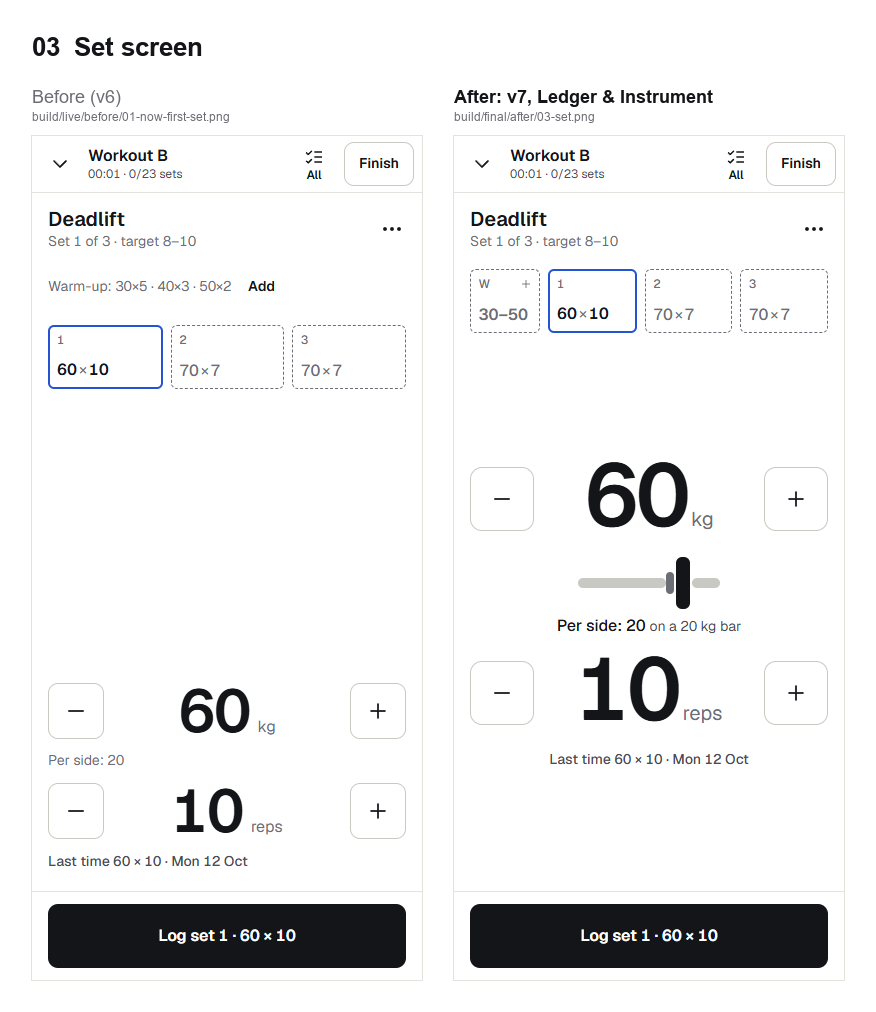 03 Set screen
Before (v6)
build/live/before/01-now-first-set.png
Workout B
00:01 · 0/23 sets
All
Finish
Deadlift
Set 1 of 3 · target 8–10
Warm-up: 30×5 · 40×3 · 50×2 Add
1 2 3
60×10 70×7 70×7
− 60 kg +
Per side: 20
− 10 reps +
Last time 60 × 10 · Mon 12 Oct
Log set 1 · 60 × 10
After: v7, Ledger & Instrument
build/final/after/03-set.png
Workout B
00:01 · 0/23 sets
All
Finish
Deadlift
Set 1 of 3 · target 8–10
W + 1 2 3
30–50 60×10 70×7 70×7
− 60 kg +
Per side: 20 on a 20 kg bar
− 10 reps +
Last time 60 × 10 · Mon 12 Oct
Log set 1 · 60 × 10